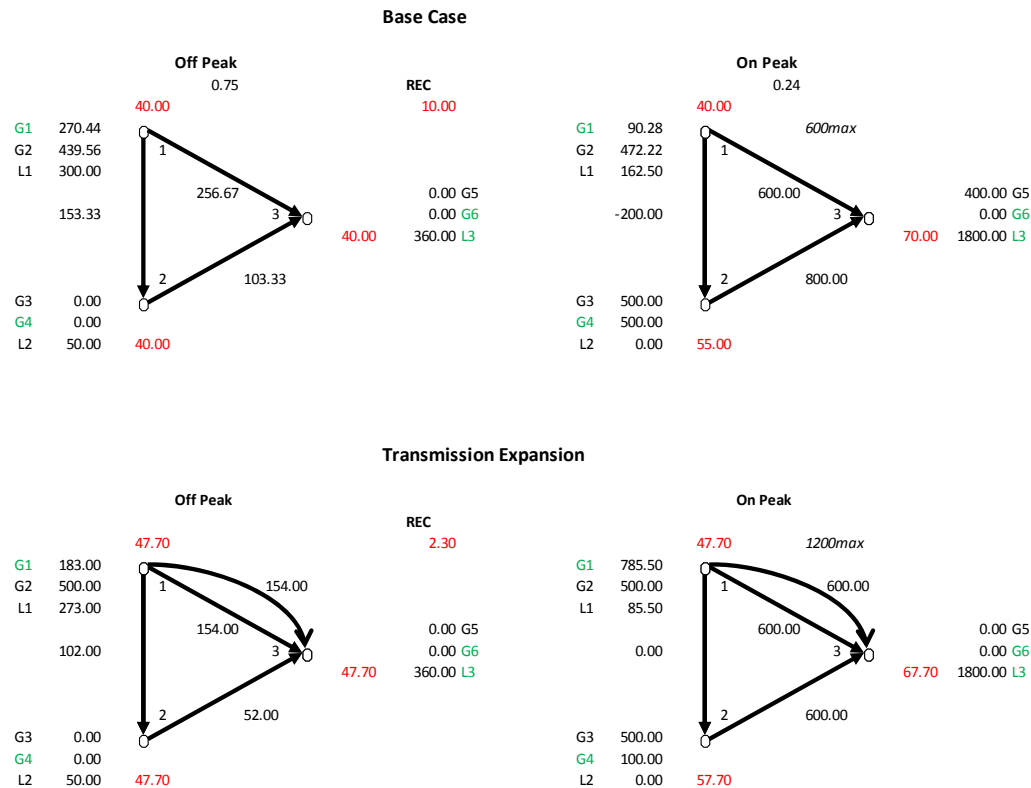 Base Case
Off Peak On Peak
0.75 REC 0.24
40.00 10.00 40.00
G1 270.44 G1 90.28 600max
G2 439.56 1 G2 472.22 1
L1 300.00 L1 162.50
256.67 0.00 G5 600.00 400.00 G5
153.33 3 0.00 G6 -200.00 3 0.00 G6
40.00 360.00 L3 70.00 1800.00 L3
2 103.33 2 800.00
G3 0.00 G3 500.00
G4 0.00 G4 500.00
L2 50.00 40.00 L2 0.00 55.00
Transmission Expansion
Off Peak On Peak
REC
47.70 2.30 47.70 1200max
G1 183.00 G1 785.50
G2 500.00 1 154.00 G2 500.00 1 600.00
L1 273.00 L1 85.50
154.00 0.00 G5 600.00 0.00 G5
102.00 3 0.00 G6 0.00 3 0.00 G6
47.70 360.00 L3 67.70 1800.00 L3
2 52.00 2 600.00
G3 0.00 G3 500.00
G4 0.00 G4 100.00
L2 50.00 47.70 L2 0.00 57.70